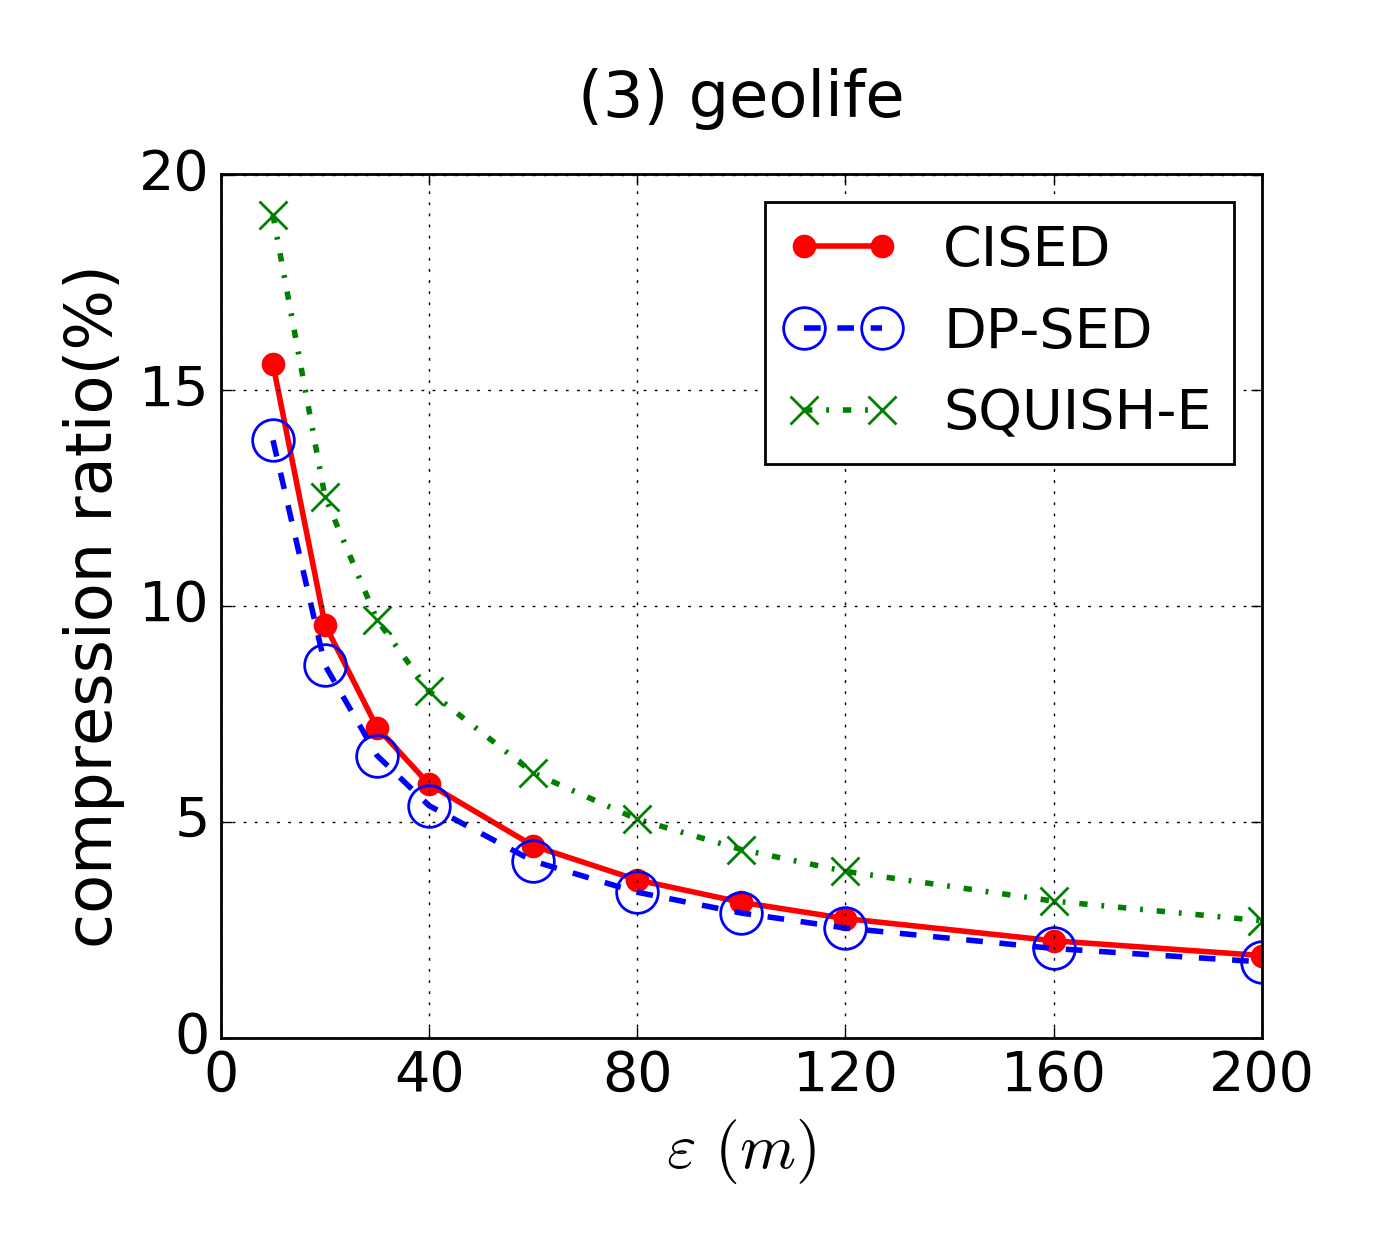 (3) geolife
compression ratio(%)
20
15
10
5
0
0 40 80 120 160 200
ε (m)
CISED
DP-SED
SQUISH-E